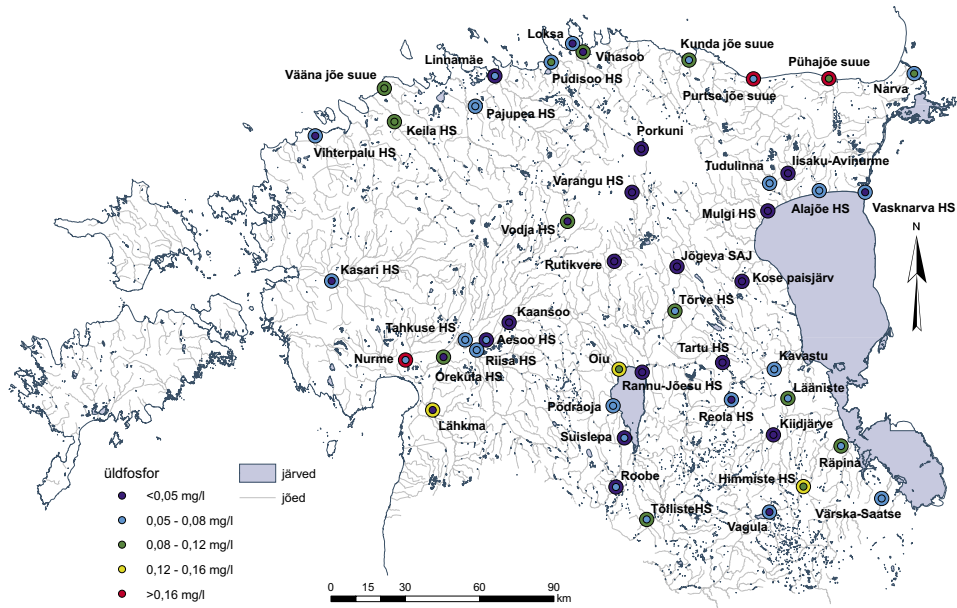 Loksa
Vihasoo
Kunda jõe suue
Linnamäe
Pudisoo HS
Pühajõe suue
Vääna jõe suue
Purtse jõe suue
Narva
Pajupea HS
Keila HS
Vihterpalu HS
Porkuni
Tudulinna
Iisaku-Avinurme
Varangu HS
Mulgi HS
Alajõe HS
Vasknarva HS
Vodja HS
N
Rutikvere
Jõgeva SAJ
Kasari HS
Kose paisjärv
Tõrve HS
Kaansoo
Tahkuse HS
Aesoo HS
Nurme
Riisa HS
Tartu HS
Kavastu
Oiu
Oreküla HS
Rannu-Jõesu HS
Lääniste
Põdraoja
Reola HS
Lähkma
Kiidjärve
Suislepa
Räpina
üldfosfor
järved
Roobe
Himmiste HS
<0,05 mg/l
jõed
0,05 - 0,08 mg/l
Tõlliste HS
Värska-Saatse
Vagula
0,08 - 0,12 mg/l
0,12 - 0,16 mg/l
0 15 30 60 90
km
>0,16 mg/l